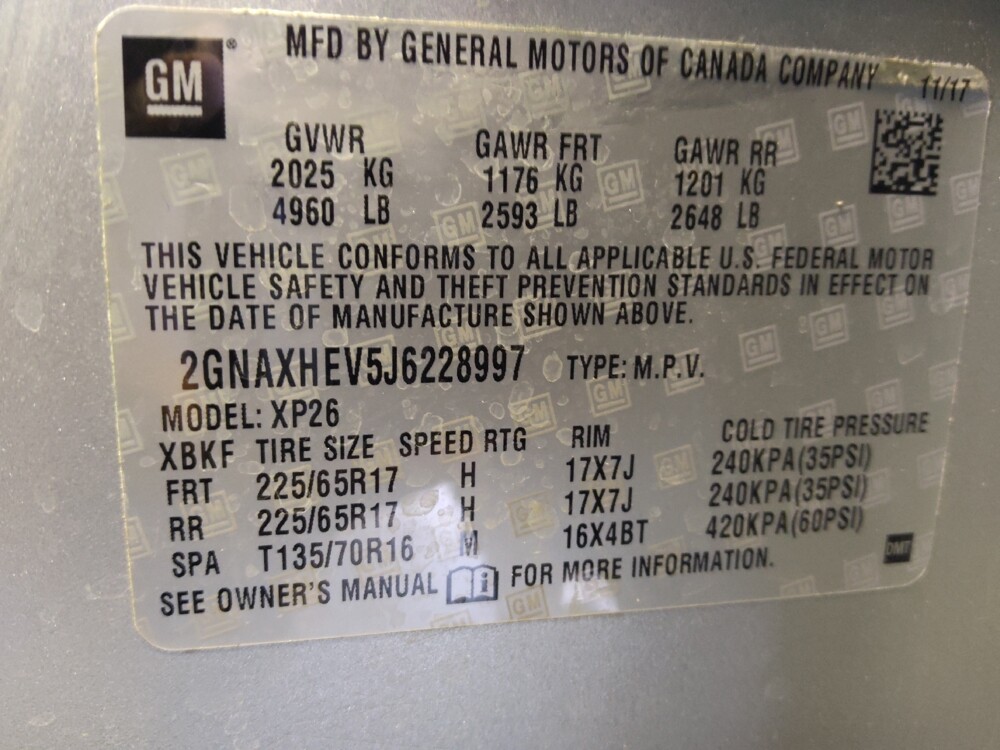 GM
MFD BY GENERAL MOTORS OF CANADA COMPANY 11/17
GVWR GAWR FRT GAWR RR
2025 KG 1176 KG 1201 KG
4960 LB 2593 LB 2648 LB
THIS VEHICLE CONFORMS TO ALL APPLICABLE U.S. FEDERAL MOTOR
VEHICLE SAFETY AND THEFT PREVENTION STANDARDS IN EFFECT ON
THE DATE OF MANUFACTURE SHOWN ABOVE.
2GNAXHEV5J6228997 TYPE: M.P.V.
MODEL: XP26
XBKF TIRE SIZE SPEED RTG RIM COLD TIRE PRESSURE
FRT 225/65R17 H 17X7J 240KPA(35PSI)
RR 225/65R17 H 17X7J 240KPA(35PSI)
SPA T135/70R16 M 16X4BT 420KPA(60PSI)
SEE OWNER'S MANUAL FOR MORE INFORMATION.
DMT